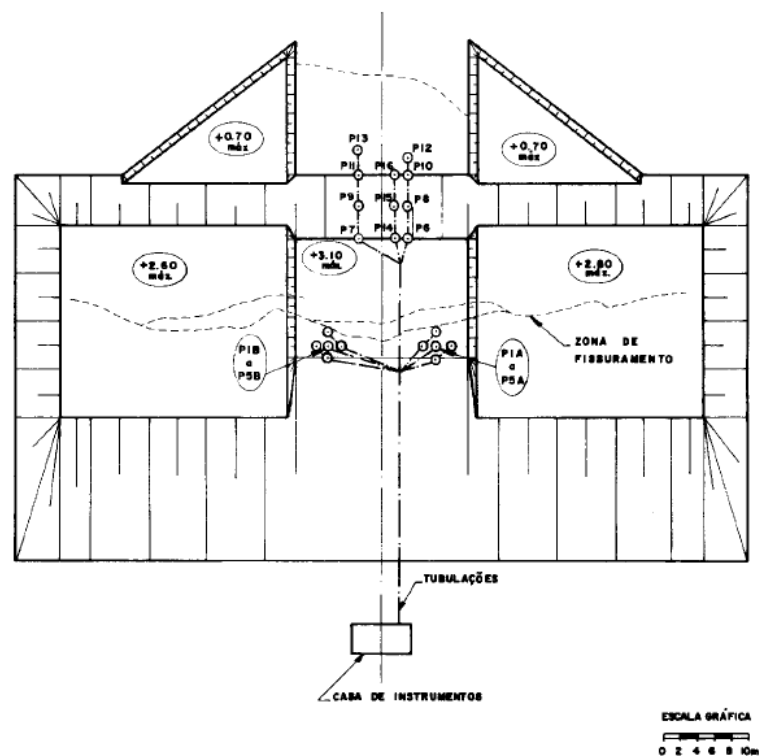 +0.70
máx
+0.70
máx
P13
P12
P11
P16
P10
P9
P15
P8
P7
P14
P6
+2.60
máx.
+3.10
máx.
+2.80
máx.
ZONA DE
FISSURAMENTO
P1B
a
P5B
P1A
a
P5A
TUBULAÇÕES
CASA DE INSTRUMENTOS
ESCALA GRÁFICA
0 2 4 6 8 10m